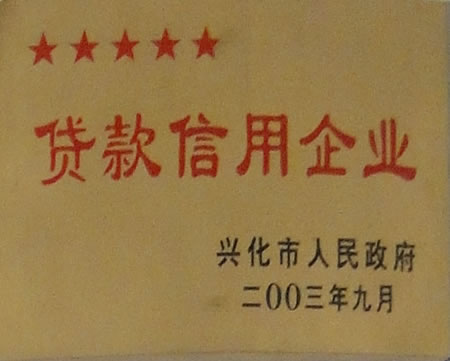 ★★★★★
贷款信用企业
兴化市人民政府
二00三年九月